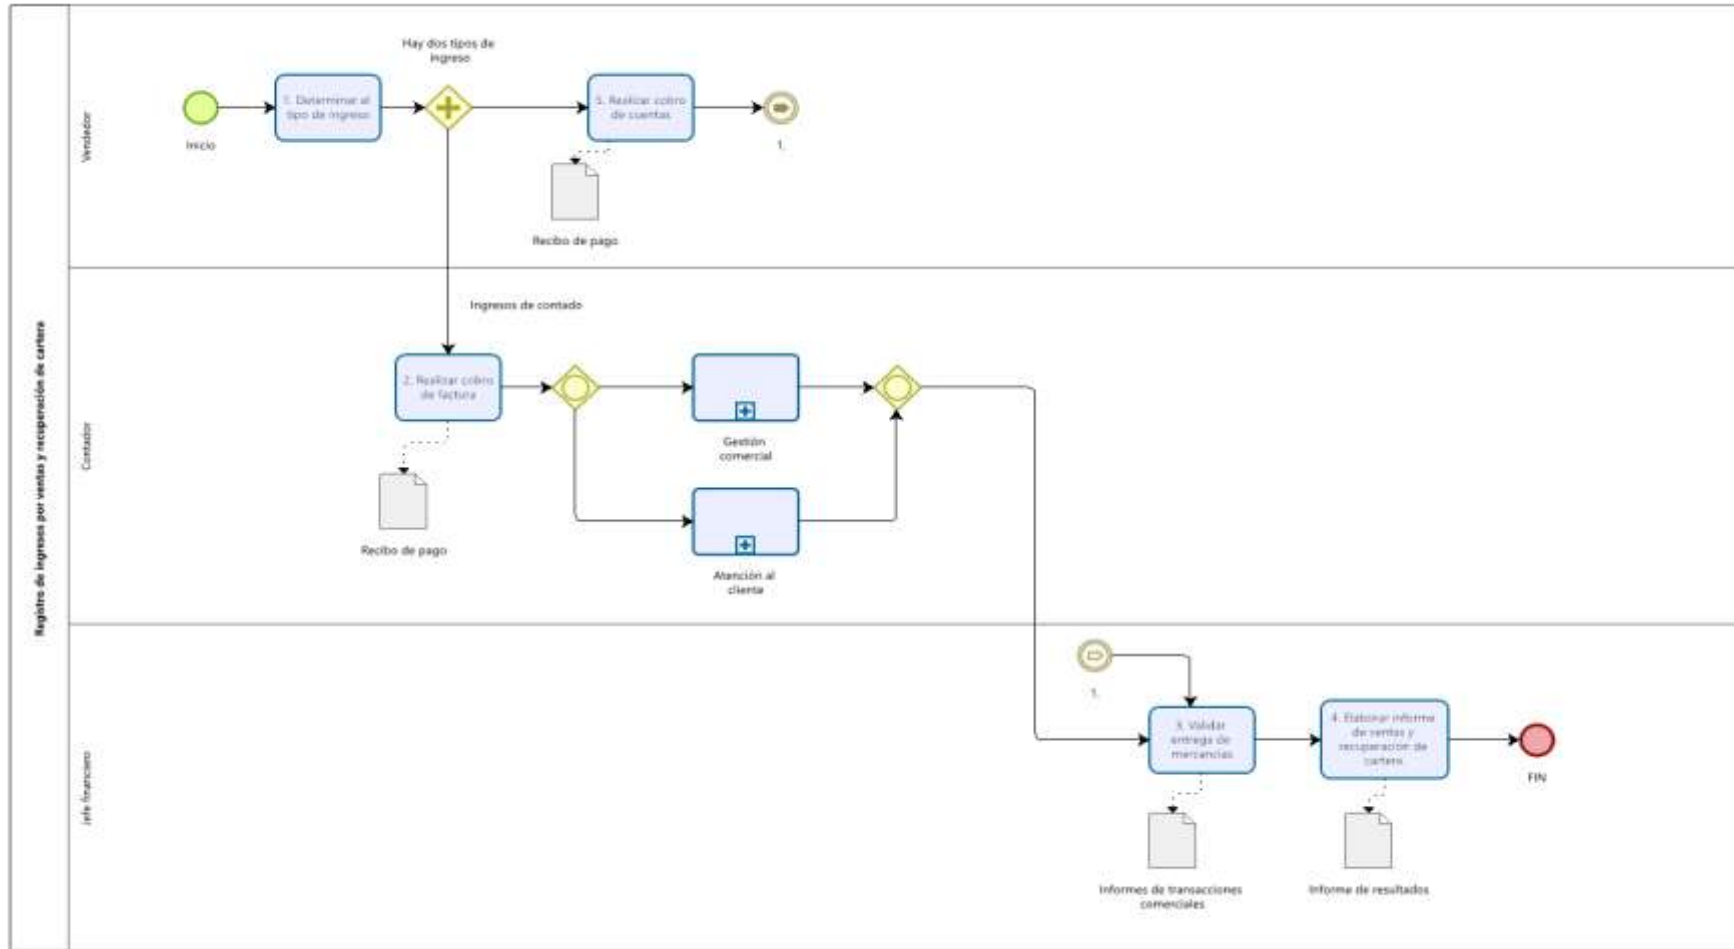 Registro de ingresos por ventas y recuperación de cartera
Vendedor
Hay dos tipos de
ingreso
Inicio
1. Determinar el
tipo de ingreso
5. Realizar cobro
de cuentas
1.
Recibo de pago
Contador
Ingresos de contado
2. Realizar cobro
de factura
Recibo de pago
Gestión
comercial
Atención al
cliente
Jefe financiero
1.
3. Validar
entrega de
mercancías
4. Elaborar informe
de ventas y
recuperación de
cartera
FIN
Informes de transacciones
comerciales
Informe de resultados